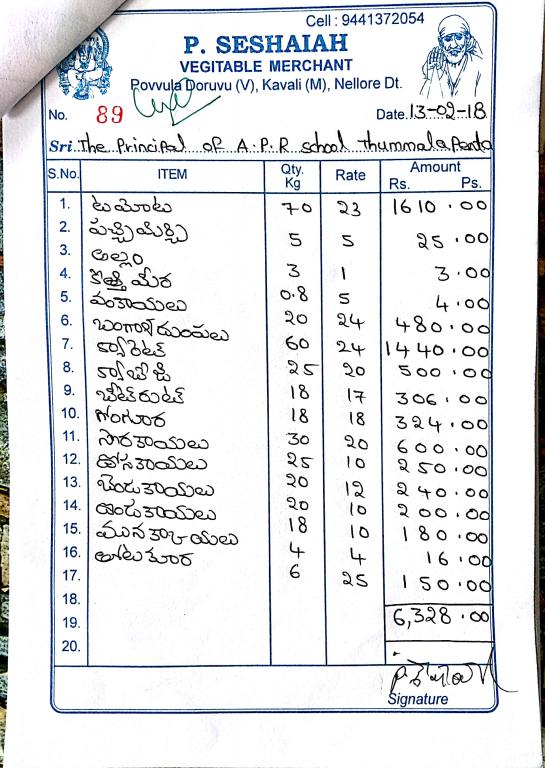 Cell : 9441372054
P. SESHAIAH
VEGITABLE MERCHANT
Povvula Doruvu (V), Kavali (M), Nellore Dt.
No. 89 Date. 13-02-18
Sri. The Principal of A.P.R school Thummalapenta
S.No. ITEM Qty. Kg Rate Amount Rs. Ps.
1. టమోటు 70 23 1610.00
2. పచ్చిమిర్చి 5 5 25.00
3. అల్లం 3 1 3.00
4. కొత్తిమీర 0.8 5 4.00
5. వంకాయలు 20 24 480.00
6. బంగాళదుంపలు 60 24 1440.00
7. క్యారెట్ 25 20 500.00
8. క్యాబేజి 18 17 306.00
9. బీట్రూట్ 18 18 324.00
10. గోంగూర 30 20 600.00
11. సొరకాయలు 25 10 250.00
12. దోసకాయలు 20 12 240.00
13. బెండకాయలు 20 10 200.00
14. 18 10 180.00
15. మునకాయలు 4 4 16.00
16. 6 25 150.00
17.
18.
19. 6,328.00
20.
Signature